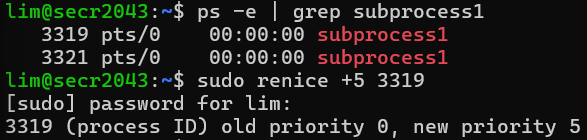 lim@secr2043:~$ ps -e | grep subprocess1
   3319 pts/0    00:00:00 subprocess1
   3321 pts/0    00:00:00 subprocess1
lim@secr2043:~$ sudo renice +5 3319
[sudo] password for lim:
3319 (process ID) old priority 0, new priority 5